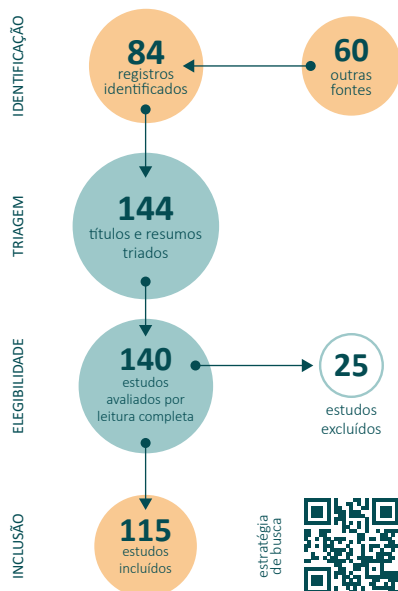 IDENTIFICAÇÃO
84
registros
identificados
60
outras
fontes
TRIAGEM
144
títulos e resumos
triados
ELEGIBILIDADE
140
estudos
avaliados por
leitura completa
25
estudos
excluídos
INCLUSÃO
115
estudos
incluídos
estratégia
de busca